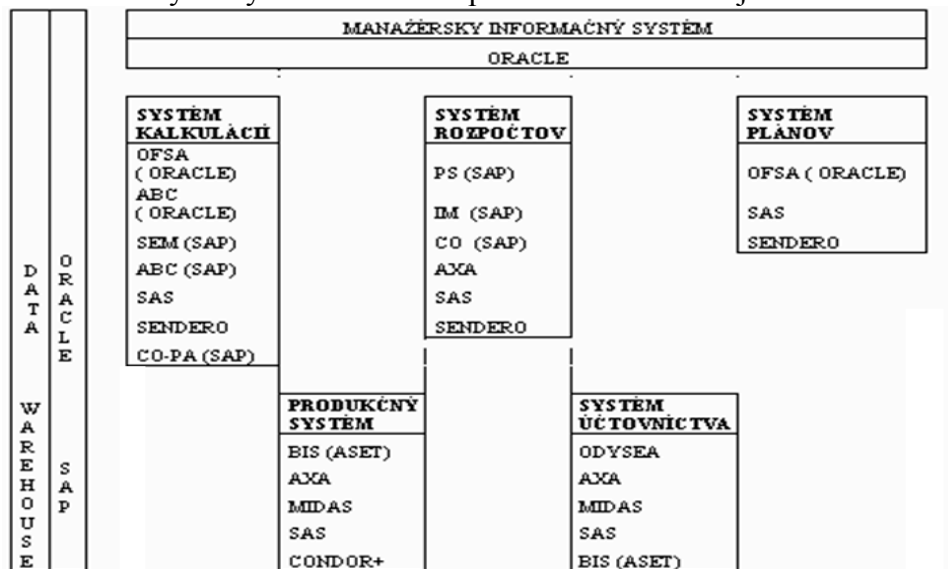 MANAŽÉRSKY INFORMAČNÝ SYSTÉM
ORACLE
SYSTÉM
KALKULÁCIÍ
OFSA
( ORACLE)
ABC
( ORACLE)
SEM (SAP)
ABC (SAP)
SAS
SENDERO
CO-PA (SAP)
SYSTÉM
ROZPOČTOV
PS (SAP)
IM (SAP)
CO (SAP)
AXA
SAS
SENDERO
SYSTÉM
PLÁNOV
OFSA ( ORACLE)
SAS
SENDERO
DATA WAREHOUSE
ORACLE
SAP
PRODUKČNÝ
SYSTÉM
BIS (ASET)
AXA
MIDAS
SAS
CONDOR+
SYSTÉM
ÚČTOVNÍCTVA
ODYSEA
AXA
MIDAS
SAS
BIS (ASET)